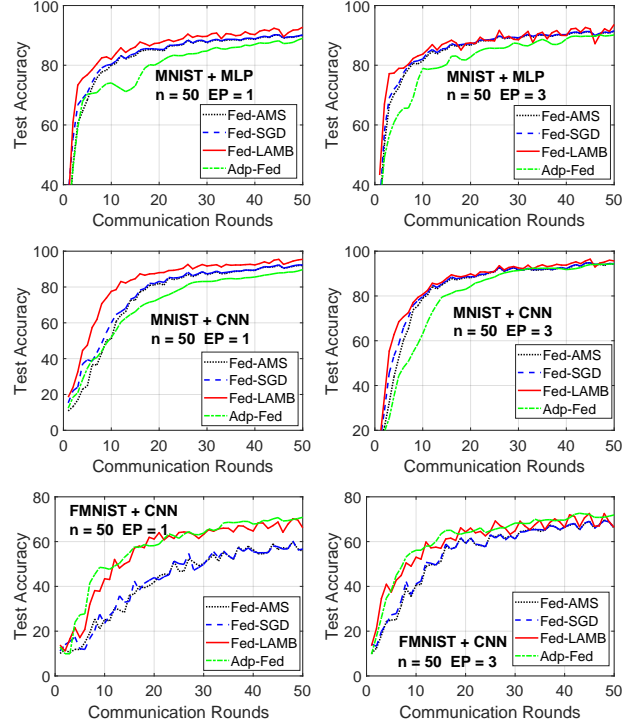 100
80
60
40
Test Accuracy
MNIST + MLP
n = 50 EP = 1
Fed-AMS
Fed-SGD
Fed-LAMB
Adp-Fed
0 10 20 30 40 50
Communication Rounds
100
80
60
40
Test Accuracy
MNIST + MLP
n = 50 EP = 3
Fed-AMS
Fed-SGD
Fed-LAMB
Adp-Fed
0 10 20 30 40 50
Communication Rounds
100
80
60
40
20
0
Test Accuracy
MNIST + CNN
n = 50 EP = 1
Fed-AMS
Fed-SGD
Fed-LAMB
Adp-Fed
0 10 20 30 40 50
Communication Rounds
100
80
60
40
20
Test Accuracy
MNIST + CNN
n = 50 EP = 3
Fed-AMS
Fed-SGD
Fed-LAMB
Adp-Fed
0 10 20 30 40 50
Communication Rounds
80
60
40
20
0
Test Accuracy
FMNIST + CNN
n = 50 EP = 1
Fed-AMS
Fed-SGD
Fed-LAMB
Adp-Fed
0 10 20 30 40 50
Communication Rounds
80
60
40
20
0
Test Accuracy
Fed-AMS
Fed-SGD
Fed-LAMB
Adp-Fed
FMNIST + CNN
n = 50 EP = 3
0 10 20 30 40 50
Communication Rounds